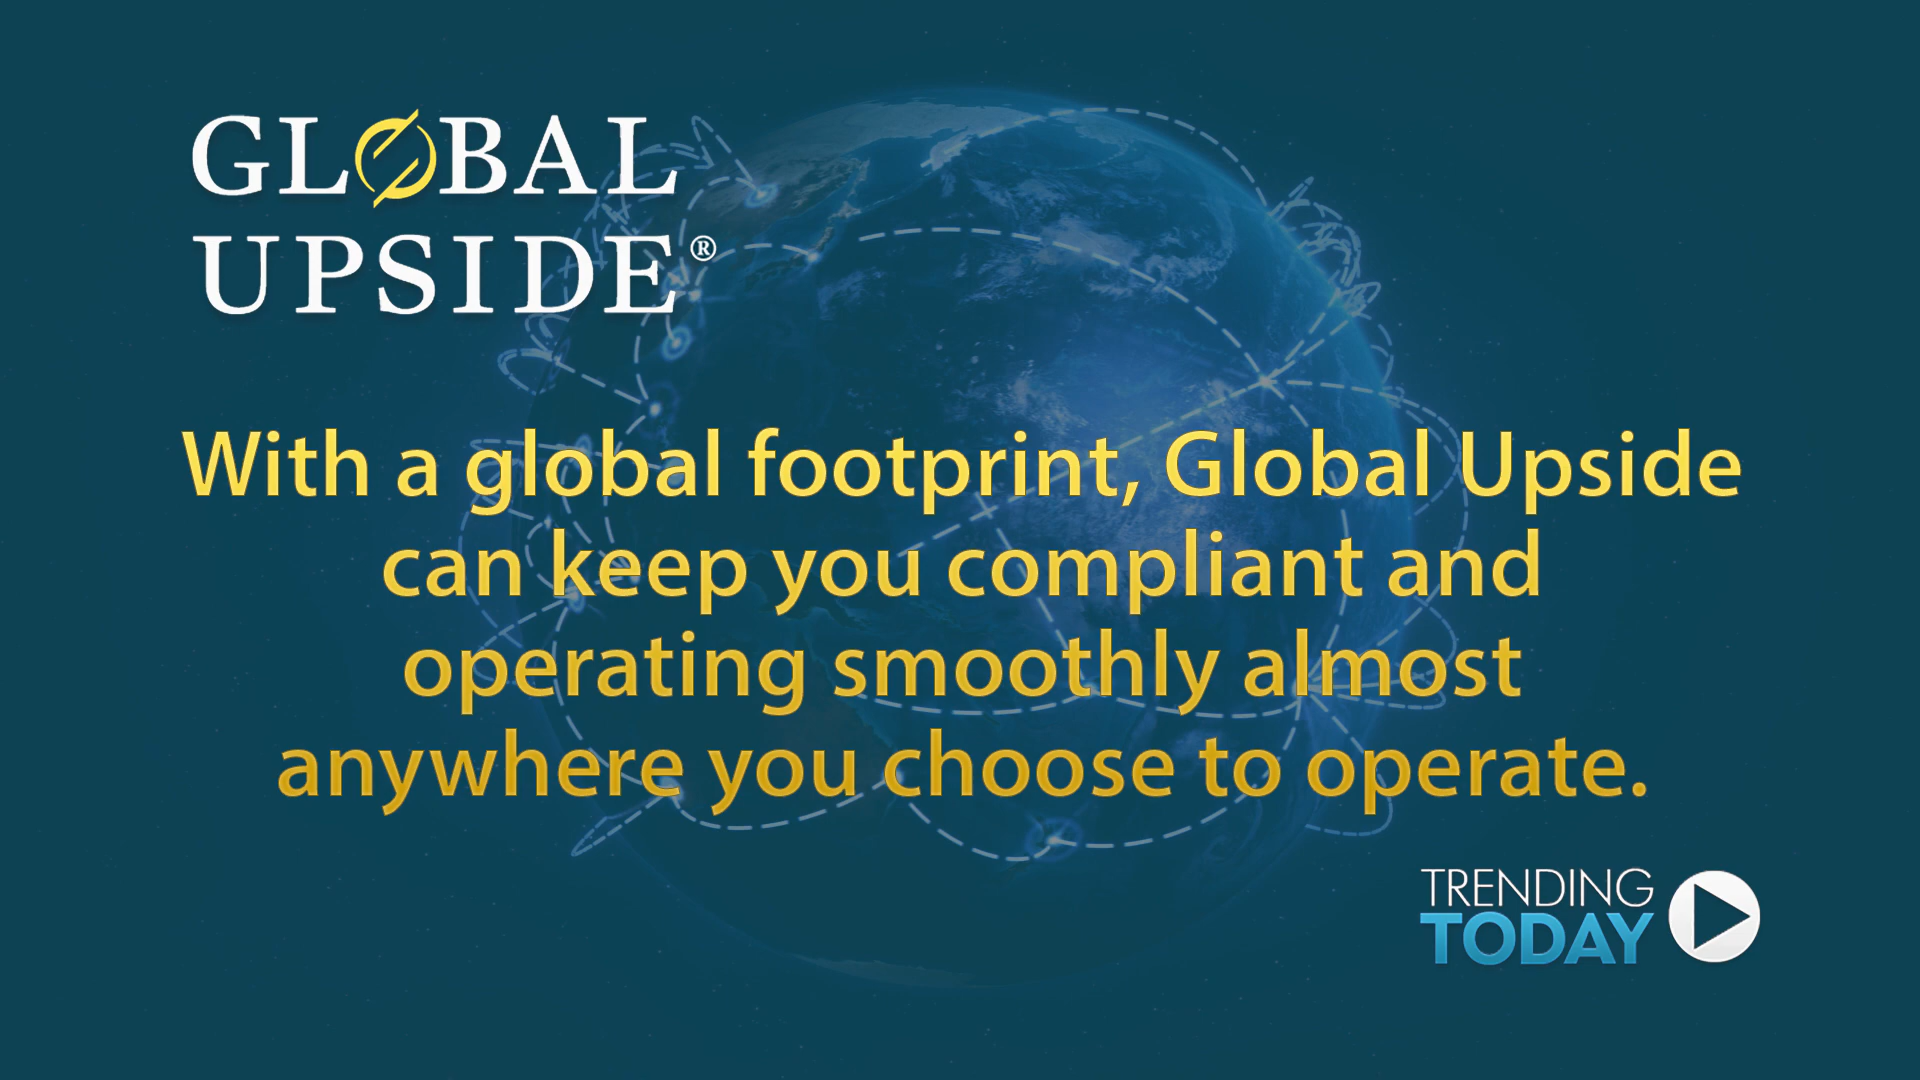 GLOBAL
UPSIDE®
With a global footprint, Global Upside
can keep you compliant and
operating smoothly almost
anywhere you choose to operate.
TRENDING
TODAY